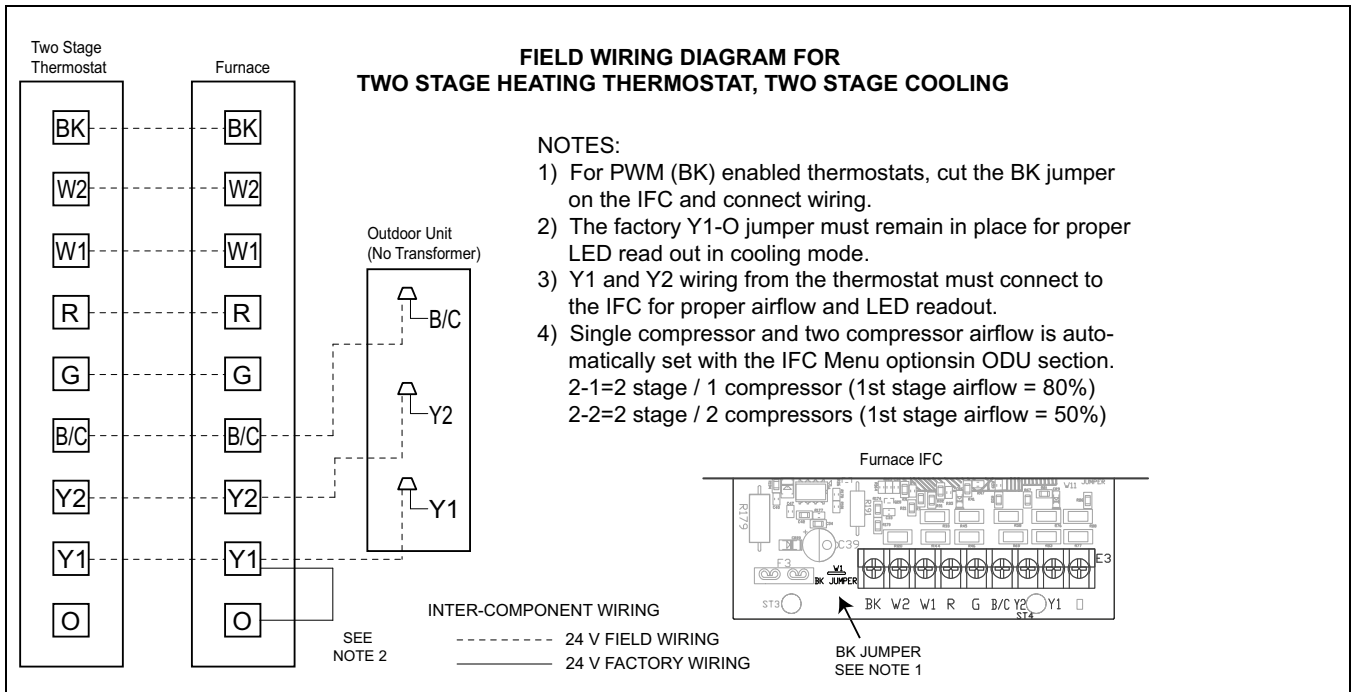 FIELD WIRING DIAGRAM FOR
TWO STAGE HEATING THERMOSTAT, TWO STAGE COOLING
Two Stage
Thermostat
Furnace
BK
BK
W2
W2
W1
W1
R
R
G
G
B/C
B/C
Y2
Y2
Y1
Y1
O
O
Outdoor Unit
(No Transformer)
B/C
Y2
Y1
NOTES:
1) For PWM (BK) enabled thermostats, cut the BK jumper
on the IFC and connect wiring.
2) The factory Y1-O jumper must remain in place for proper
LED read out in cooling mode.
3) Y1 and Y2 wiring from the thermostat must connect to
the IFC for proper airflow and LED readout.
4) Single compressor and two compressor airflow is auto-
matically set with the IFC Menu optionsin ODU section.
2-1=2 stage / 1 compressor (1st stage airflow = 80%)
2-2=2 stage / 2 compressors (1st stage airflow = 50%)
SEE
NOTE 2
INTER-COMPONENT WIRING
24 V FIELD WIRING
24 V FACTORY WIRING
Furnace IFC
W11
JUMPER
R179
R191
C39
F3
W1
BK JUMPER
E3
ST3
BK W2 W1 R G B/C Y2 Y1
ST4
BK JUMPER
SEE NOTE 1